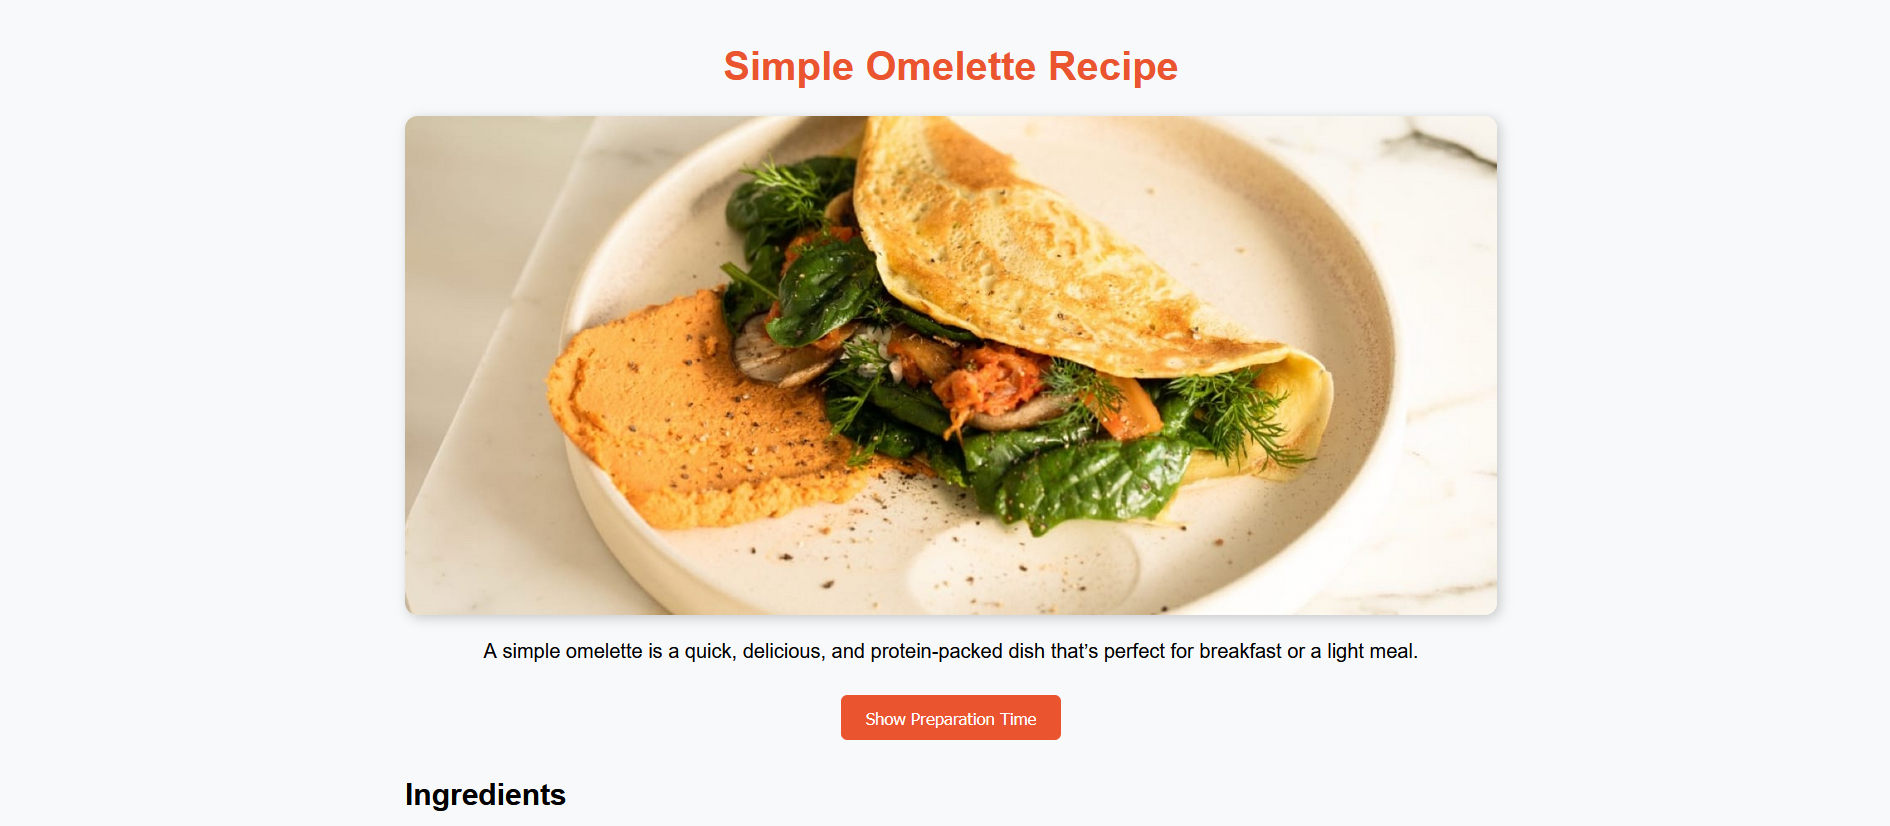 Simple Omelette Recipe
A simple omelette is a quick, delicious, and protein-packed dish that’s perfect for breakfast or a light meal.
Show Preparation Time
Ingredients